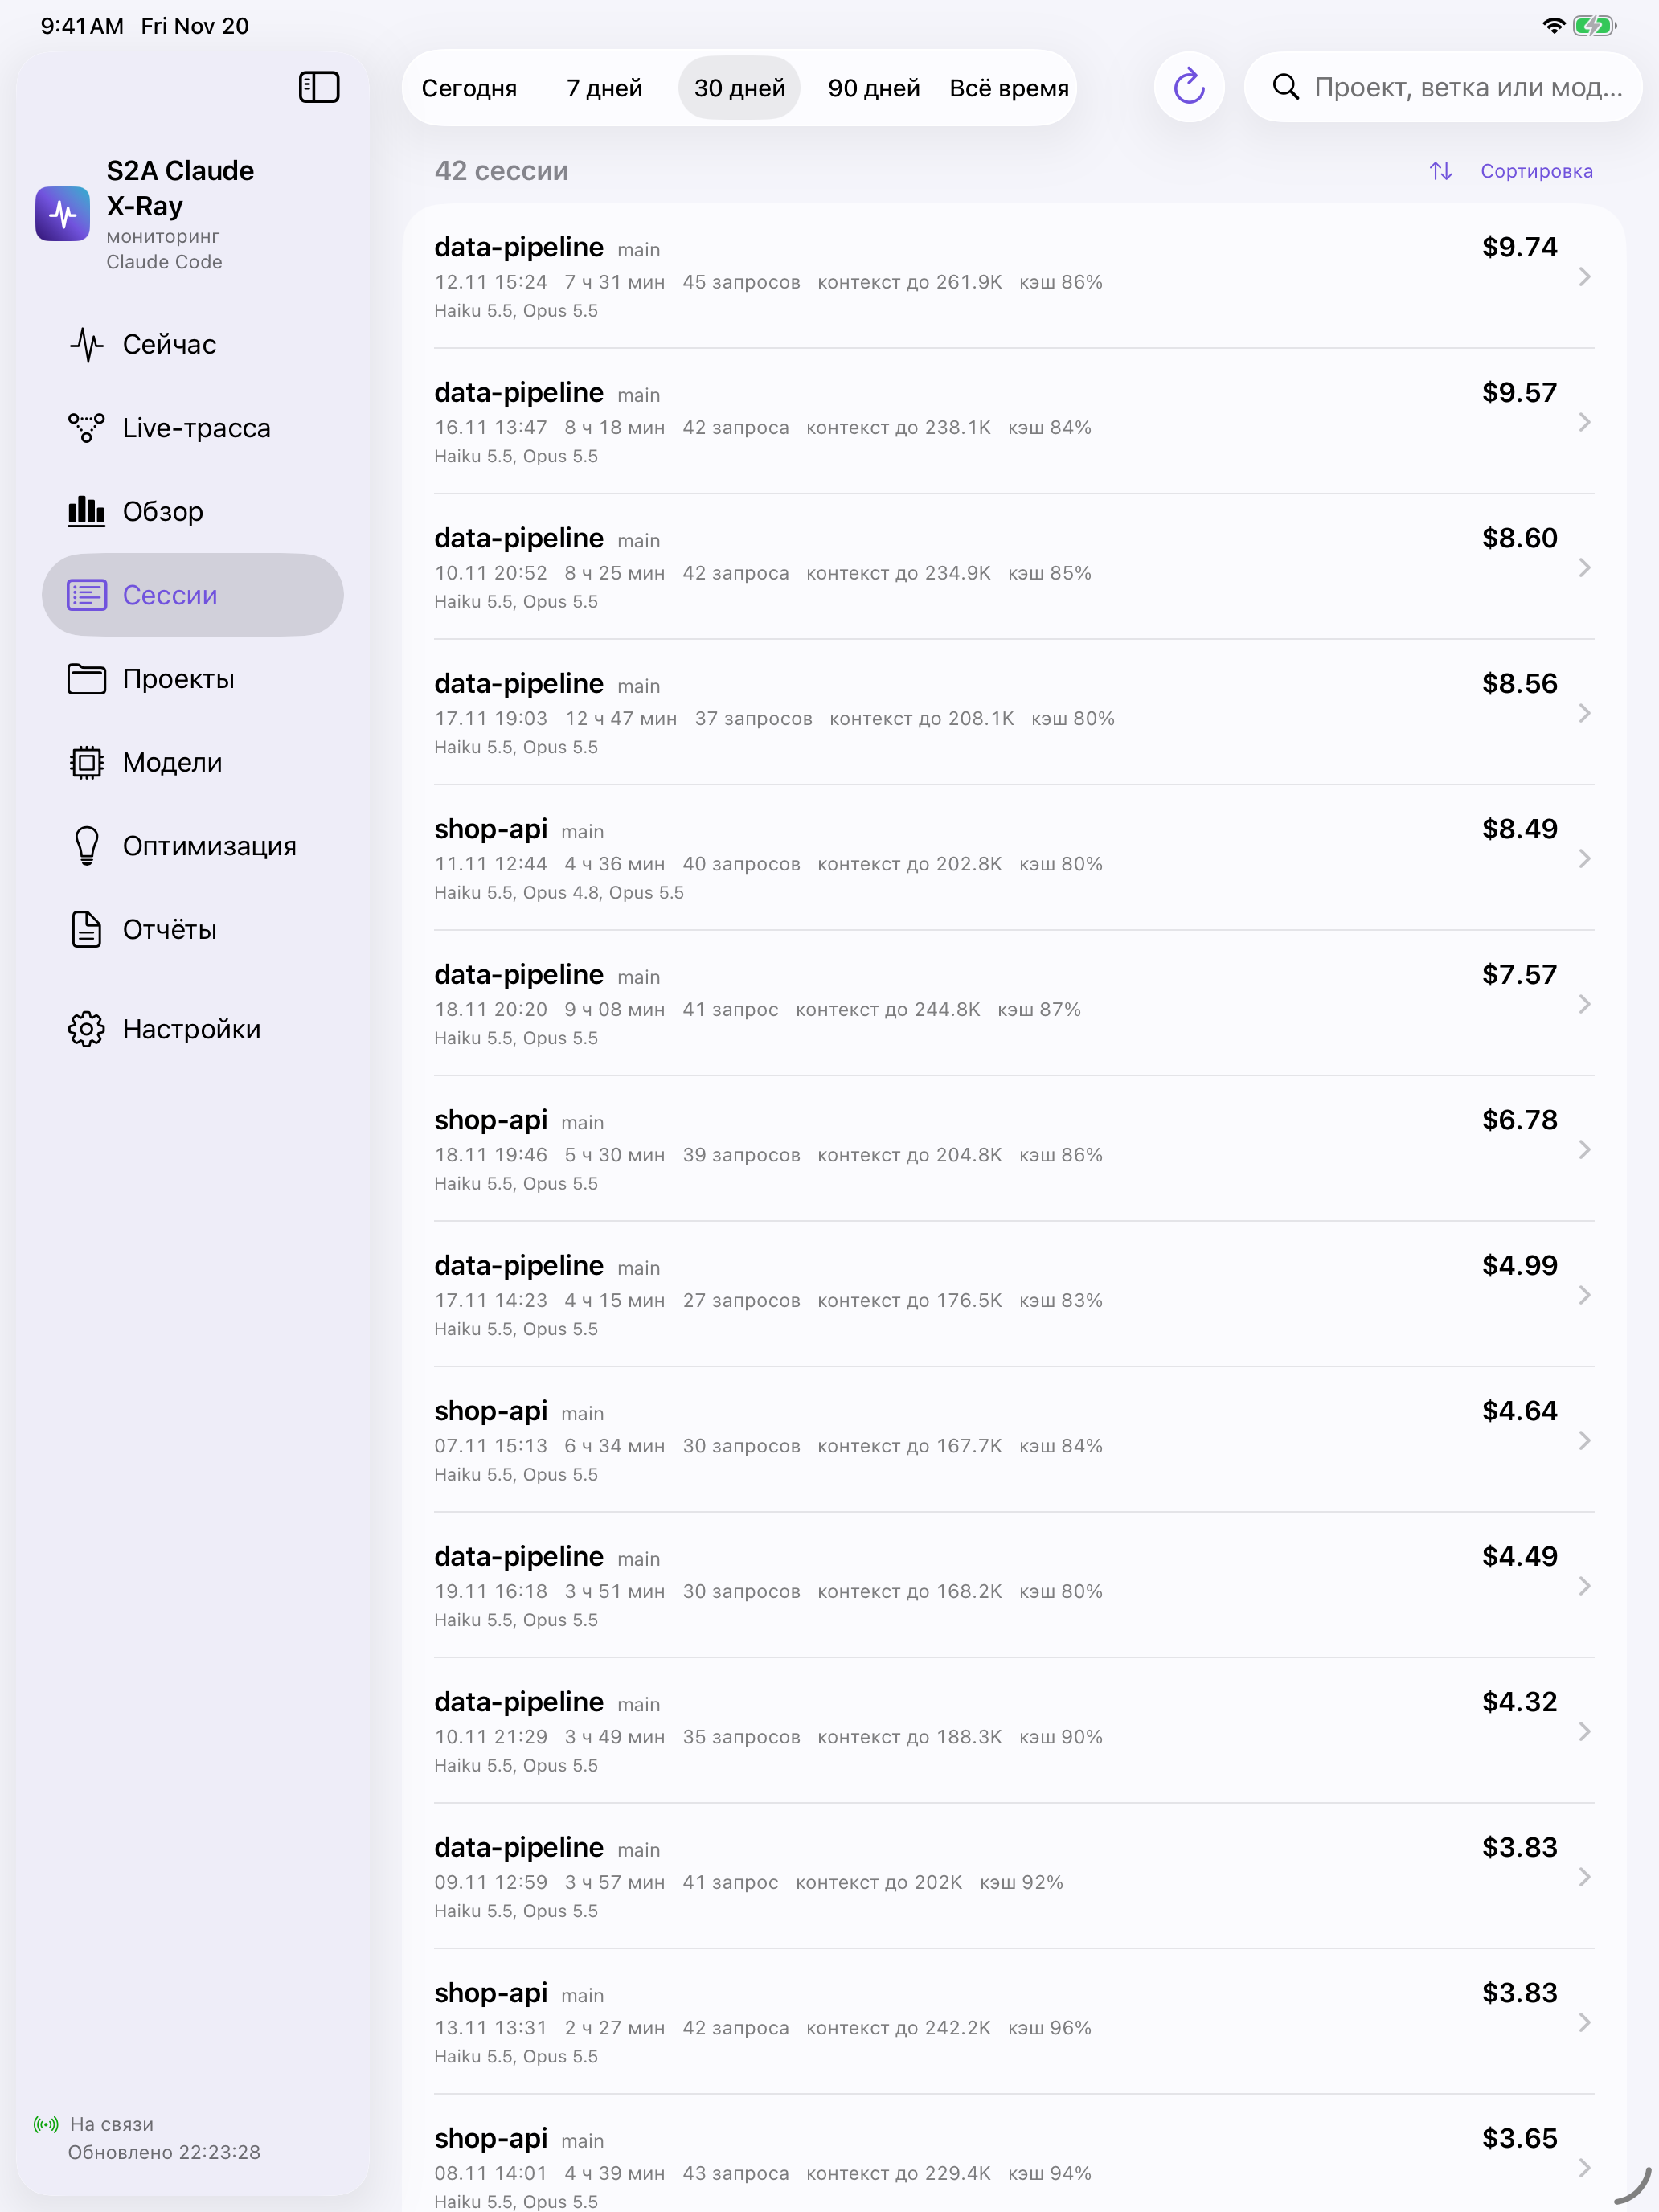 9:41 AM Fri Nov 20
S2A Claude
X-Ray
мониторинг
Claude Code
Сейчас
Live-трасса
Обзор
Сессии
Проекты
Модели
Оптимизация
Отчёты
Настройки
На связи
Обновлено 22:23:28
Сегодня 7 дней 30 дней 90 дней Всё время
Проект, ветка или мод...
42 сессии
Сортировка
data-pipeline main $9.74
12.11 15:24 7 ч 31 мин 45 запросов контекст до 261.9K кэш 86%
Haiku 5.5, Opus 5.5
data-pipeline main $9.57
16.11 13:47 8 ч 18 мин 42 запроса контекст до 238.1K кэш 84%
Haiku 5.5, Opus 5.5
data-pipeline main $8.60
10.11 20:52 8 ч 25 мин 42 запроса контекст до 234.9K кэш 85%
Haiku 5.5, Opus 5.5
data-pipeline main $8.56
17.11 19:03 12 ч 47 мин 37 запросов контекст до 208.1K кэш 80%
Haiku 5.5, Opus 5.5
shop-api main $8.49
11.11 12:44 4 ч 36 мин 40 запросов контекст до 202.8K кэш 80%
Haiku 5.5, Opus 4.8, Opus 5.5
data-pipeline main $7.57
18.11 20:20 9 ч 08 мин 41 запрос контекст до 244.8K кэш 87%
Haiku 5.5, Opus 5.5
shop-api main $6.78
18.11 19:46 5 ч 30 мин 39 запросов контекст до 204.8K кэш 86%
Haiku 5.5, Opus 5.5
data-pipeline main $4.99
17.11 14:23 4 ч 15 мин 27 запросов контекст до 176.5K кэш 83%
Haiku 5.5, Opus 5.5
shop-api main $4.64
07.11 15:13 6 ч 34 мин 30 запросов контекст до 167.7K кэш 84%
Haiku 5.5, Opus 5.5
data-pipeline main $4.49
19.11 16:18 3 ч 51 мин 30 запросов контекст до 168.2K кэш 80%
Haiku 5.5, Opus 5.5
data-pipeline main $4.32
10.11 21:29 3 ч 49 мин 35 запросов контекст до 188.3K кэш 90%
Haiku 5.5, Opus 5.5
data-pipeline main $3.83
09.11 12:59 3 ч 57 мин 41 запрос контекст до 202K кэш 92%
Haiku 5.5, Opus 5.5
shop-api main $3.83
13.11 13:31 2 ч 27 мин 42 запроса контекст до 242.2K кэш 96%
Haiku 5.5, Opus 5.5
shop-api main $3.65
08.11 14:01 4 ч 39 мин 43 запроса контекст до 229.4K кэш 94%
Haiku 5.5, Opus 5.5